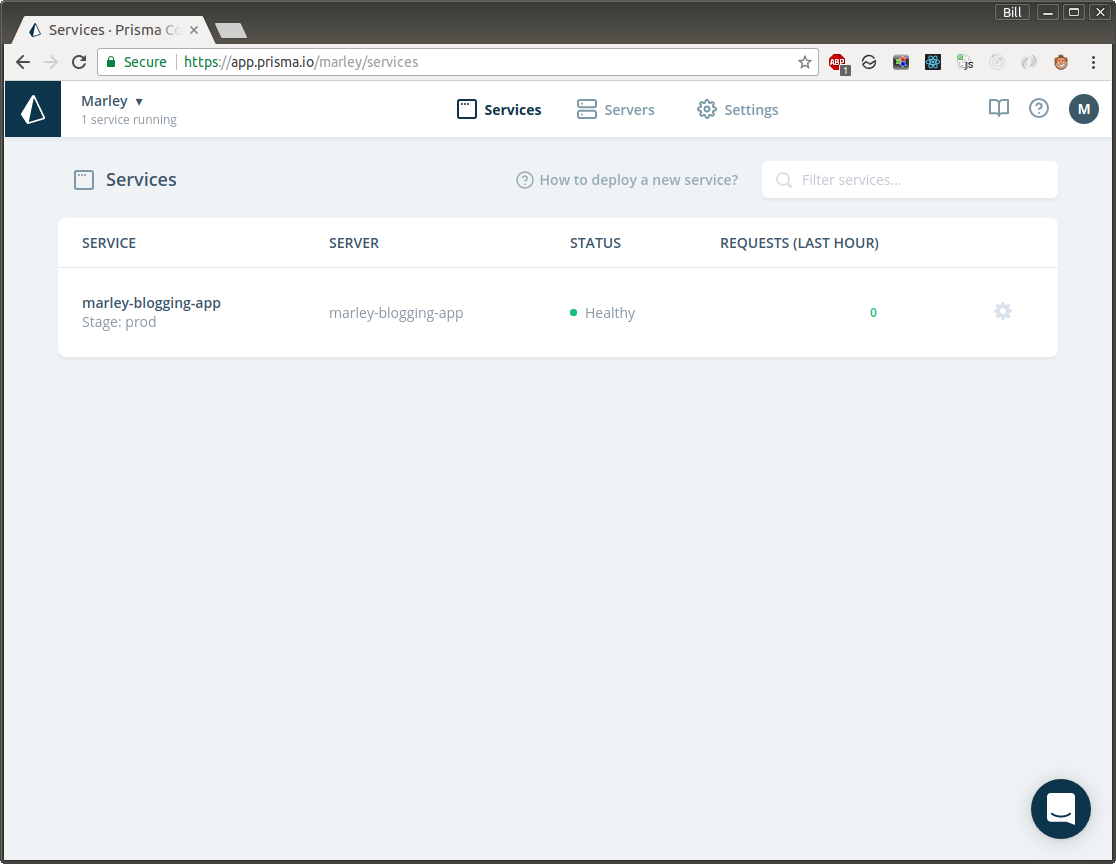 Bill
Services · Prisma Co
Secure https://app.prisma.io/marley/services
ABP
1
JS
Marley ▼
1 service running
Services
Servers
Settings
M
Services
How to deploy a new service?
Filter services...
SERVICE SERVER STATUS REQUESTS (LAST HOUR)
marley-blogging-app
Stage: prod
marley-blogging-app
Healthy
0